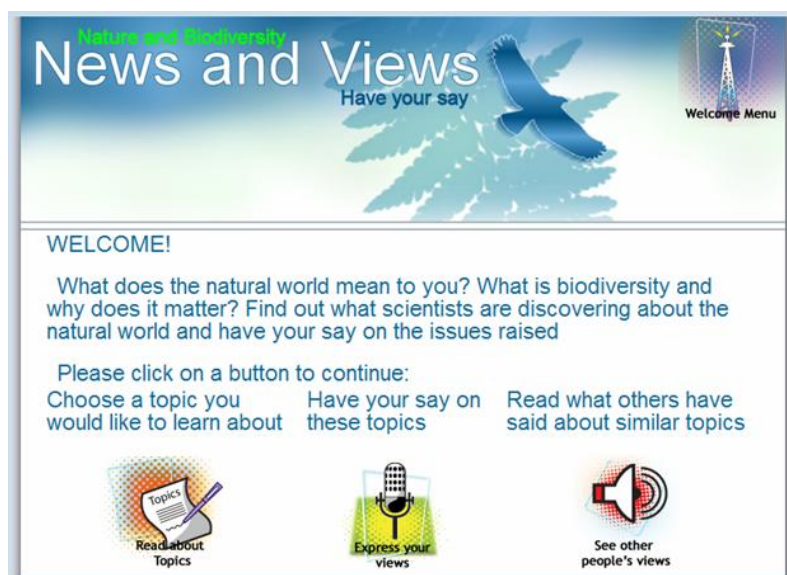 Nature and Biodiversity
News and Views
Have your say
Welcome Menu
WELCOME!
What does the natural world mean to you? What is biodiversity and
why does it matter? Find out what scientists are discovering about the
natural world and have your say on the issues raised
Please click on a button to continue:
Choose a topic you
would like to learn about
Have your say on
these topics
Read what others have
said about similar topics
Topics
Read about
Topics
Express your
views
See other
people's views